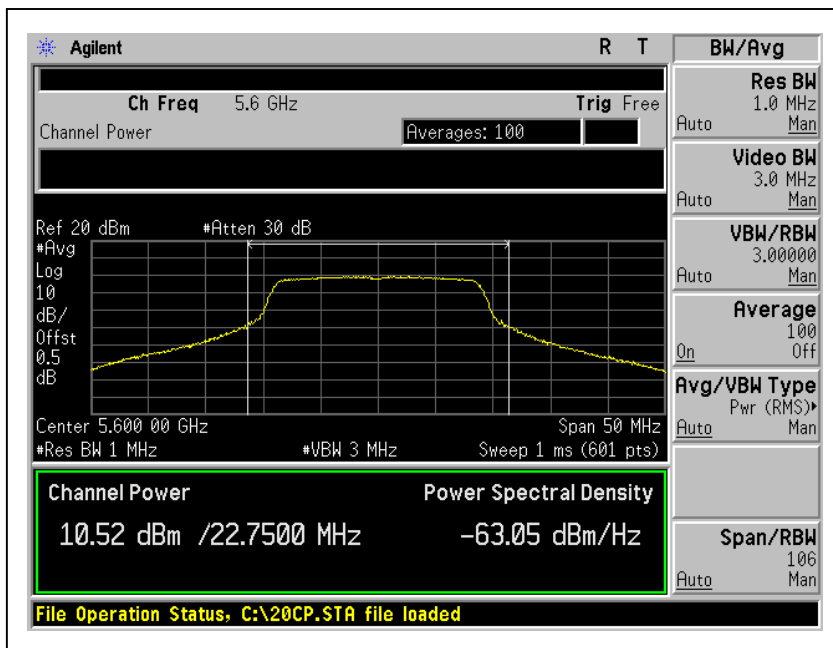 Agilent R T BW/Avg
Ch Freq 5.6 GHz Trig Free
Channel Power Averages: 100
Ref 20 dBm #Atten 30 dB
#Avg
Log
10
dB/
Offst
0.5
dB
Center 5.600 00 GHz Span 50 MHz
#Res BW 1 MHz #VBW 3 MHz Sweep 1 ms (601 pts)
Channel Power Power Spectral Density
10.52 dBm /22.7500 MHz -63.05 dBm/Hz
File Operation Status, C:\20CP.STA file loaded
Res BW
1.0 MHz
Auto Man
Video BW
3.0 MHz
Auto Man
VBW/RBW
3.00000
Auto Man
Average
100
On Off
Avg/VBW Type
Pwr (RMS)
Auto Man
Span/RBW
106
Auto Man